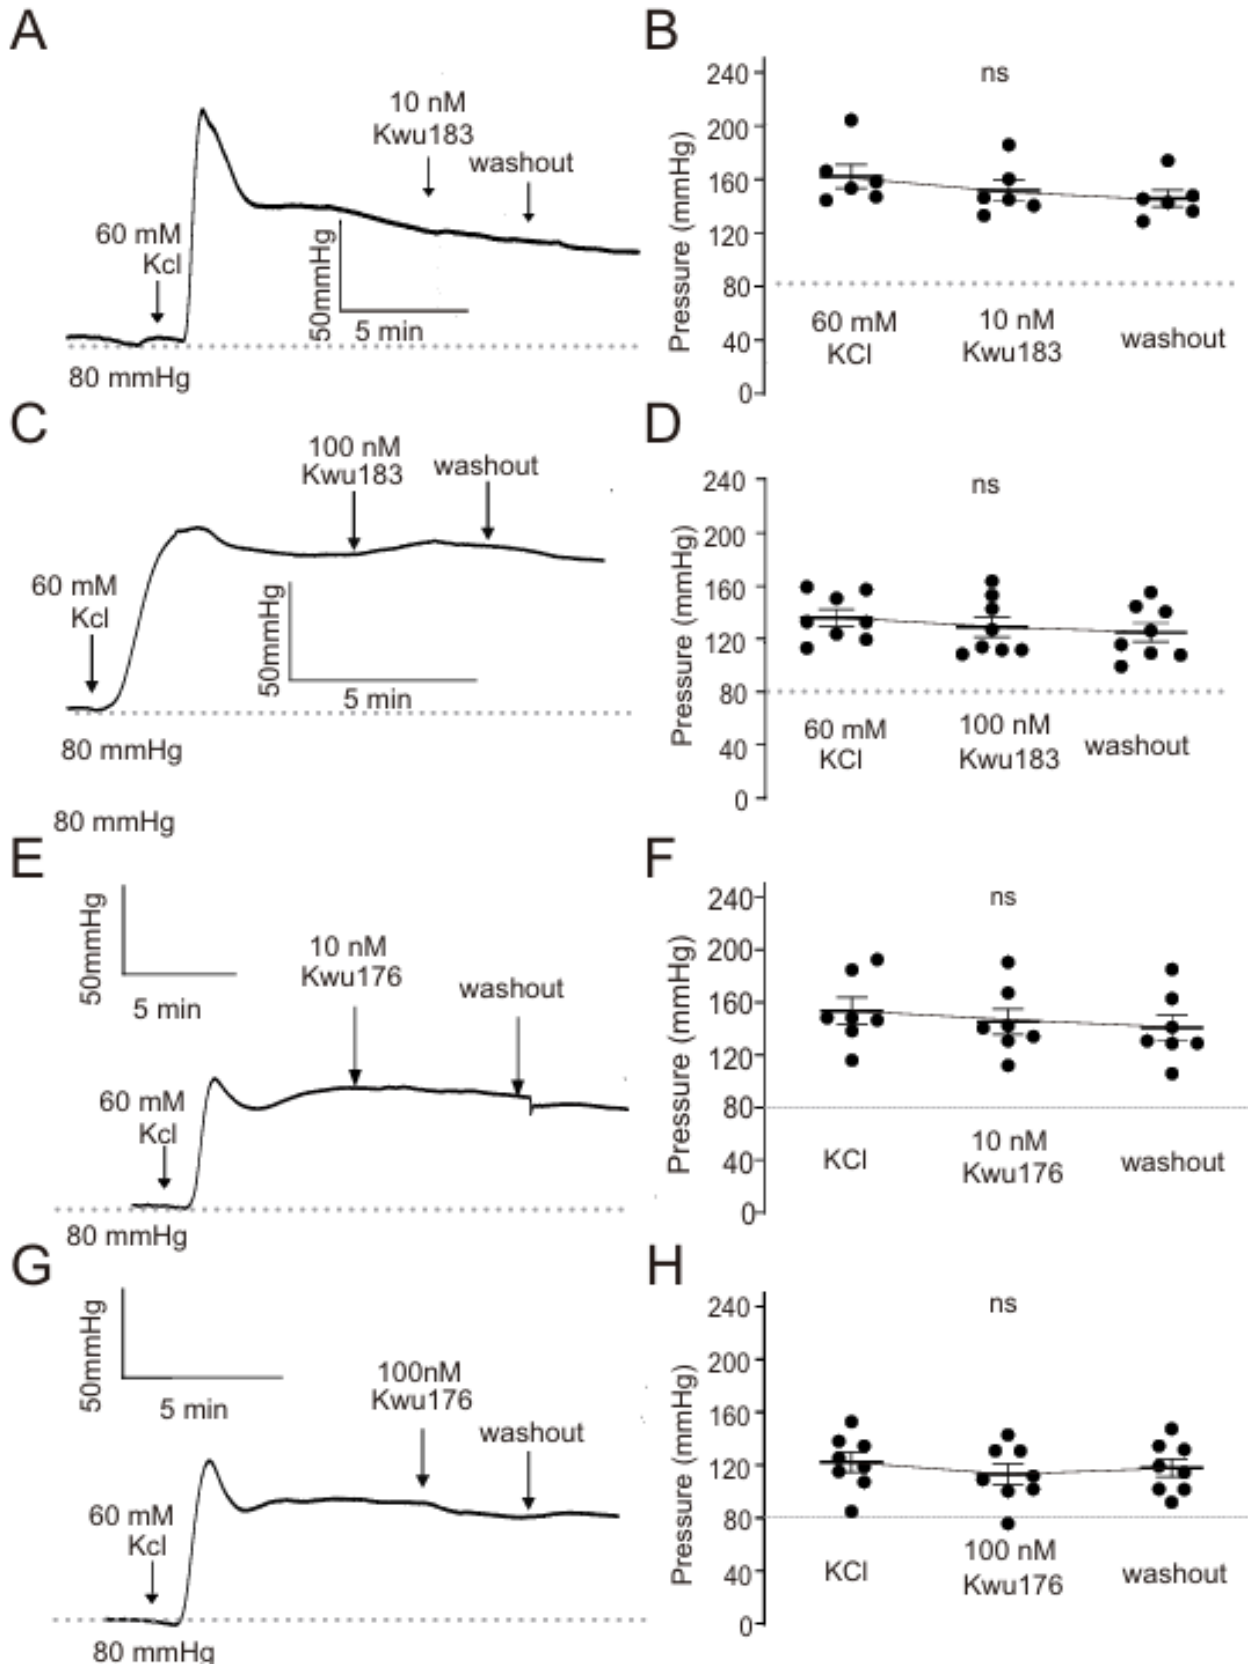 A
10 nM
Kwu183
washout
60 mM
Kcl
50mmHg
5 min
80 mmHg
B
ns
Pressure (mmHg)
240
200
160
120
80
40
0
60 mM
KCl
10 nM
Kwu183
washout
C
100 nM
Kwu183
washout
60 mM
Kcl
50mmHg
5 min
80 mmHg
D
ns
Pressure (mmHg)
240
200
160
120
80
40
0
60 mM
KCl
100 nM
Kwu183
washout
80 mmHg
E
50mmHg
5 min
10 nM
Kwu176
washout
60 mM
Kcl
80 mmHg
F
ns
Pressure (mmHg)
240
200
160
120
80
40
0
KCl
10 nM
Kwu176
washout
G
50mmHg
5 min
100nM
Kwu176
washout
60 mM
Kcl
80 mmHg
H
ns
Pressure (mmHg)
240
200
160
120
80
40
0
KCl
100 nM
Kwu176
washout